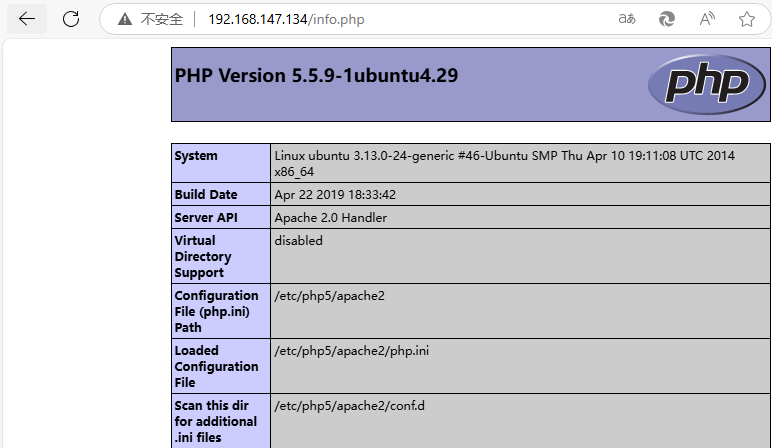 不安全 | 192.168.147.134/info.php aあ A
PHP Version 5.5.9-1ubuntu4.29
php
System
Linux ubuntu 3.13.0-24-generic #46-Ubuntu SMP Thu Apr 10 19:11:08 UTC 2014
x86_64
Build Date Apr 22 2019 18:33:42
Server API Apache 2.0 Handler
Virtual
Directory
Support
disabled
Configuration
File (php.ini)
Path
/etc/php5/apache2
Loaded
Configuration
File
/etc/php5/apache2/php.ini
Scan this dir
for additional
.ini files
/etc/php5/apache2/conf.d